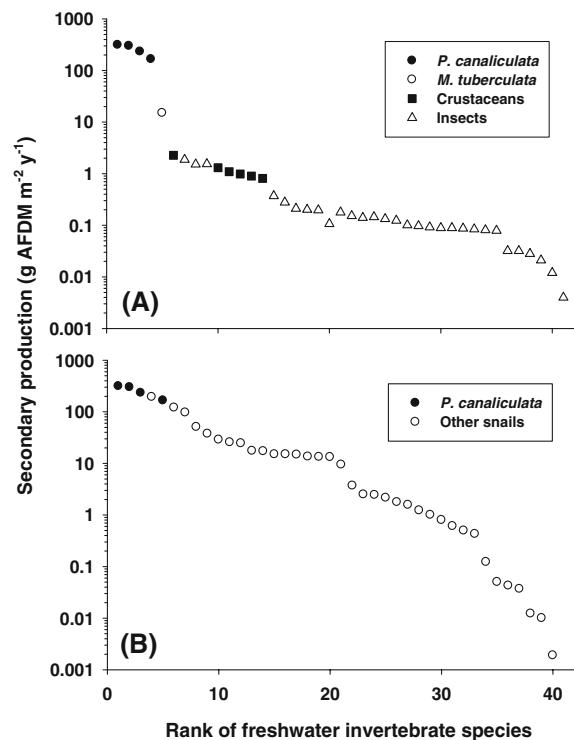 1000
100
10
1
0.1
0.01
0.001
P. canaliculata
M. tuberculata
Crustaceans
Insects
(A)
Secondary production (g AFDM m⁻² y⁻¹)
1000
100
10
1
0.1
0.01
0.001
P. canaliculata
Other snails
(B)
0 10 20 30 40
Rank of freshwater invertebrate species